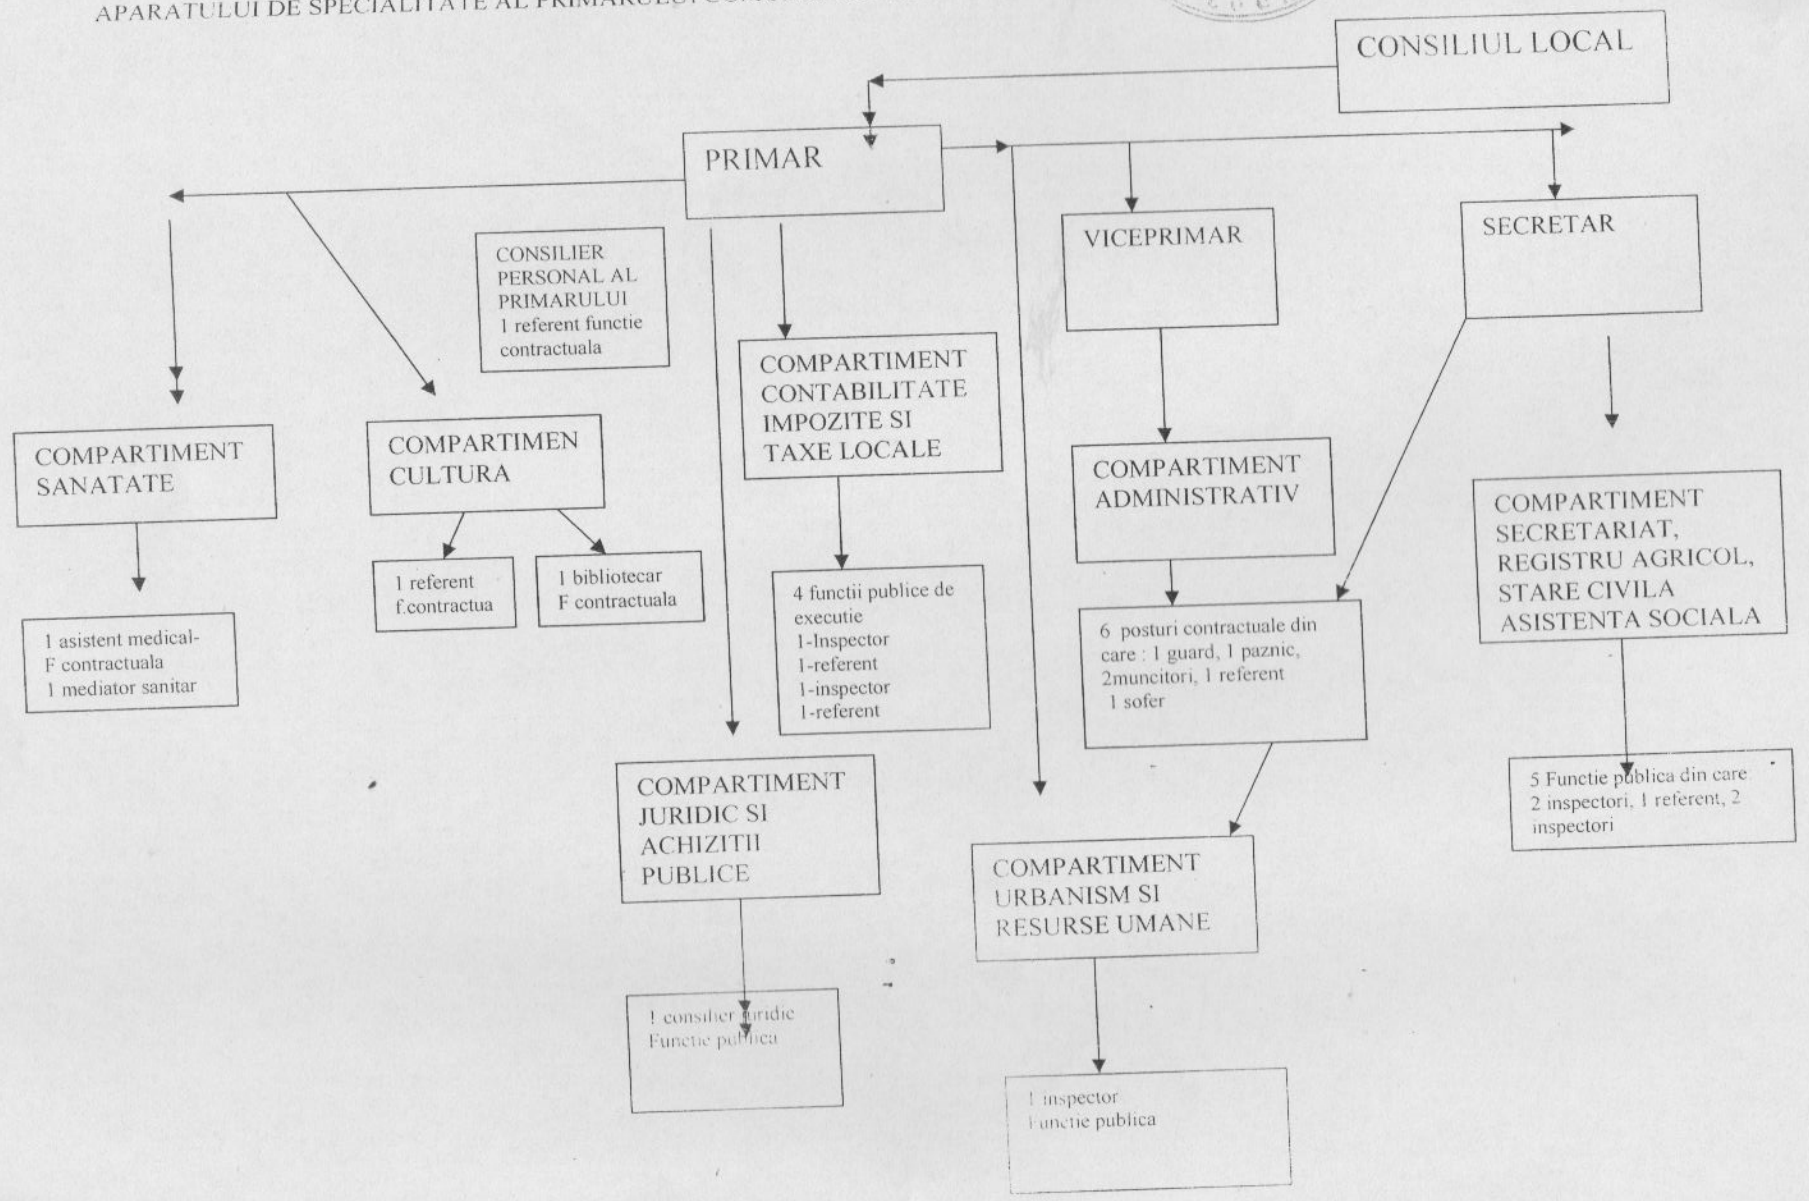 APARATULUI DE SPECIALITATE AL PRIMARULUI
CONSILIUL LOCAL
PRIMAR
VICEPRIMAR
SECRETAR
CONSILIER
PERSONAL AL
PRIMARULUI
1 referent functie
contractuala
COMPARTIMENT
CONTABILITATE
IMPOZITE SI
TAXE LOCALE
COMPARTIMENT
SANATATE
COMPARTIMEN
CULTURA
COMPARTIMENT
ADMINISTRATIV
COMPARTIMENT
SECRETARIAT,
REGISTRU AGRICOL,
STARE CIVILA
ASISTENTA SOCIALA
1 referent
f.contractua
1 bibliotecar
F contractuala
4 functii publice de
executie
1-Inspector
1-referent
1-inspector
1-referent
1 asistent medical-
F contractuala
1 mediator sanitar
6 posturi contractuale din
care : 1 guard, 1 paznic,
2muncitori, 1 referent
1 sofer
COMPARTIMENT
JURIDIC SI
ACHIZITII
PUBLICE
5 Functie publica din care
2 inspectori, 1 referent, 2
inspectori
COMPARTIMENT
URBANISM SI
RESURSE UMANE
! consilier juridic
Functie publica
! inspector
Functie publica